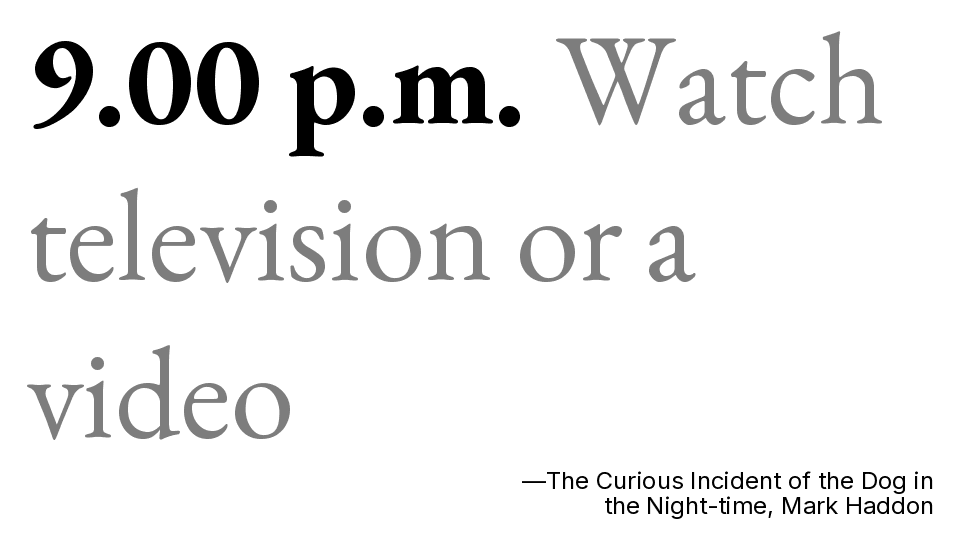 9.00 p.m. Watch
television or a
video
—The Curious Incident of the Dog in
the Night-time, Mark Haddon